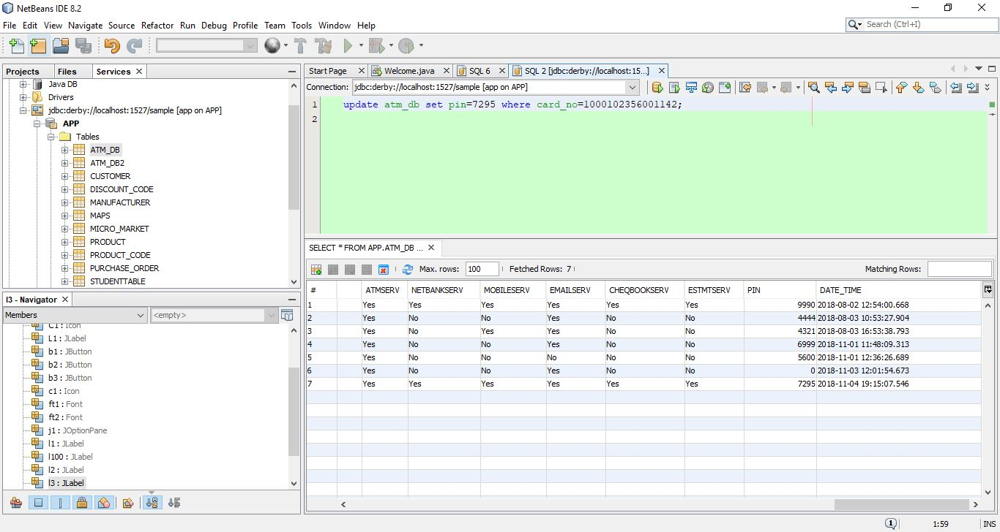 NetBeans IDE 8.2
File Edit View Navigate Source Refactor Run Debug Profile Team Tools Window Help
Search (Ctrl+I)
Projects Files Services
Java DB
Drivers
jdbc:derby://localhost:1527/sample [app on APP]
APP
Tables
ATM_DB
ATM_DB2
CUSTOMER
DISCOUNT_CODE
MANUFACTURER
MAPS
MICRO_MARKET
PRODUCT
PRODUCT_CODE
PURCHASE_ORDER
STUDENTTABLE
l3 - Navigator
Members <empty>
C1 : Icon
L1 : JLabel
b1 : JButton
b2 : JButton
b3 : JButton
c1 : Icon
ft1 : Font
ft2 : Font
j1 : JOptionPane
l1 : JLabel
l100 : JLabel
l2 : JLabel
l3 : JLabel
Start Page Welcome.java SQL 6 SQL 2 [jdbc:derby://localhost:15...]
Connection: jdbc:derby://localhost:1527/sample [app on APP]
1 update atm_db set pin=7295 where card_no=1000102356001142;
2
SELECT * FROM APP.ATM_DB ...
Max. rows: 100 Fetched Rows: 7 Matching Rows:
# ATMSERV NETBANKSERV MOBILESERV EMAILSERV CHEQBOOKSERV ESTMTSERV PIN DATE_TIME
1 Yes Yes Yes Yes Yes Yes 9990 2018-08-02 12:54:00.668
2 Yes No No Yes No No 4444 2018-08-03 10:53:27.904
3 Yes No Yes Yes No No 4321 2018-08-03 16:53:38.793
4 Yes No No Yes No No 6999 2018-11-01 11:48:09.313
5 Yes No No No No No 5600 2018-11-01 12:36:26.689
6 Yes No No Yes No No 0 2018-11-03 12:01:54.673
7 Yes Yes Yes Yes Yes Yes 7295 2018-11-04 19:15:07.546
1 1:59 INS